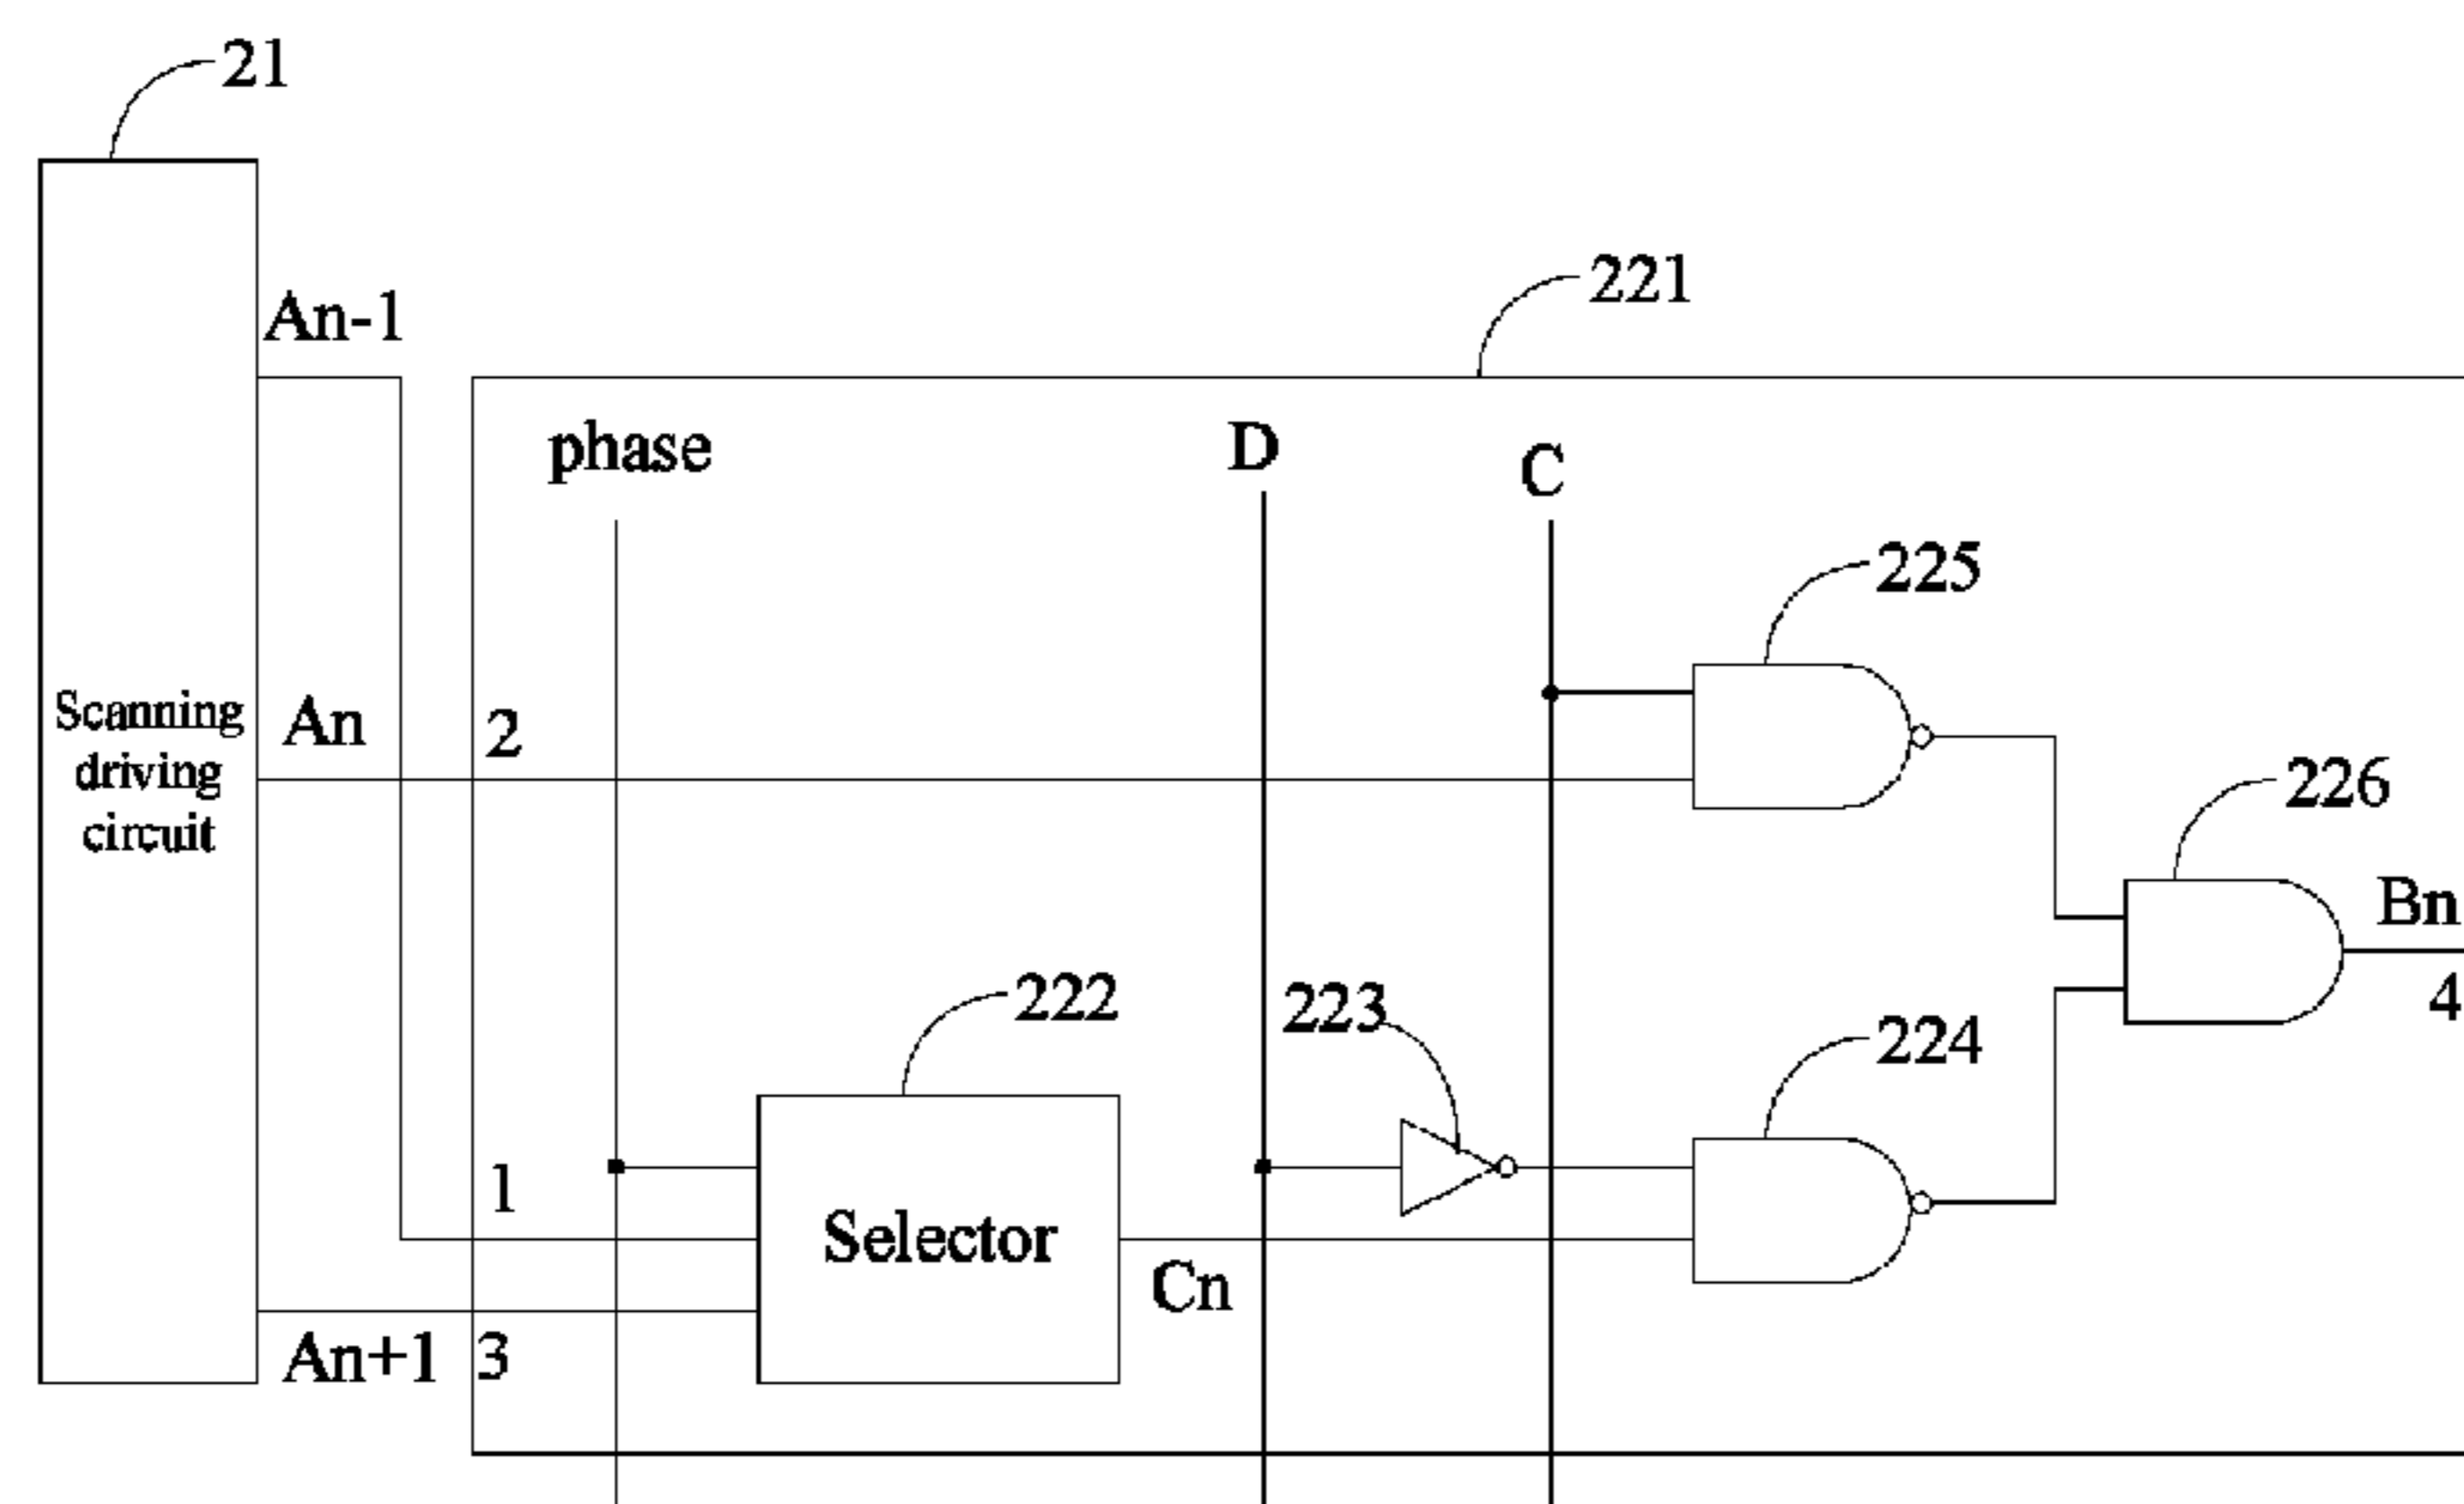 21
An-1
221
phase
D
C
225
Scanning
driving
circuit
An
2
226
Bn
4
222
223
224
1
Selector
Cn
An+1
3